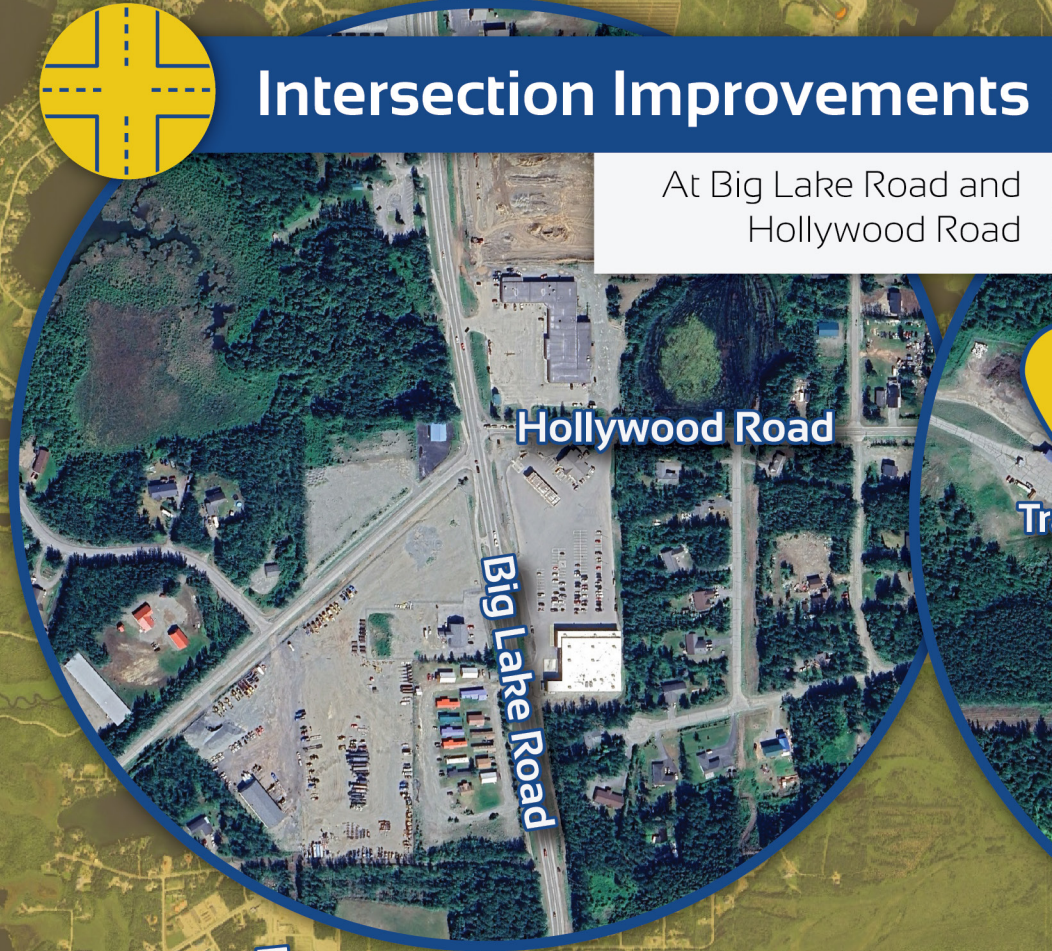 Intersection Improvements
At Big Lake Road and
Hollywood Road
Hollywood Road
Big Lake Road